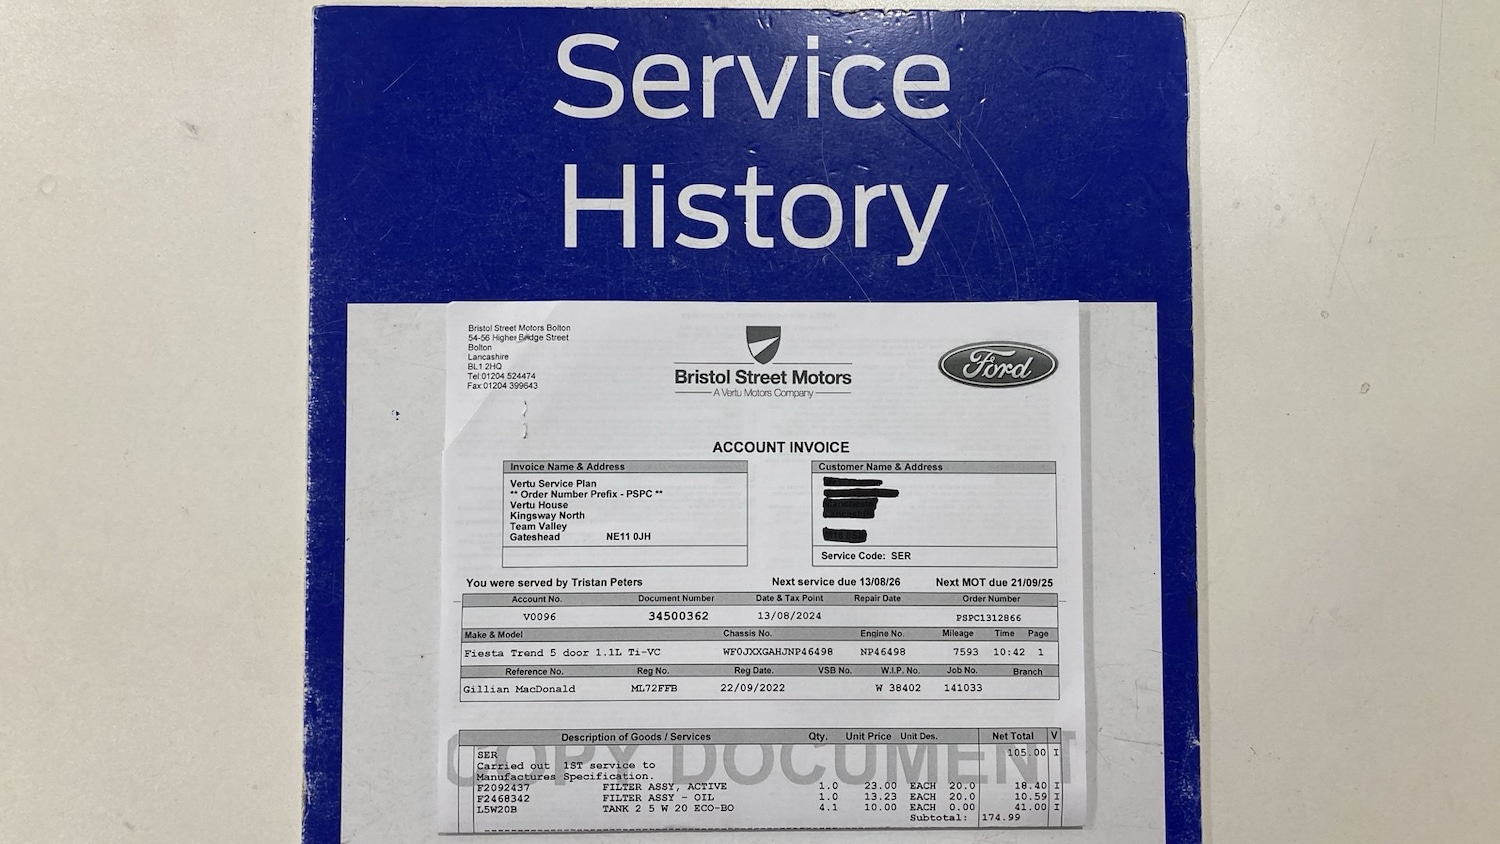 Service
History
Bristol Street Motors Bolton
54-56 Higher Bridge Street
Bolton
Lancashire
BL1 2HQ
Tel:01204 524474
Fax:01204 399643
Bristol Street Motors
A Vertu Motors Company
Ford
ACCOUNT INVOICE
Invoice Name & Address
Vertu Service Plan
** Order Number Prefix - PSPC **
Vertu House
Kingsway North
Team Valley
Gateshead NE11 0JH
Customer Name & Address
Service Code: SER
You were served by Tristan Peters Next service due 13/08/26 Next MOT due 21/09/25
Account No. Document Number Date & Tax Point Repair Date Order Number
V0096 34500362 13/08/2024 PSPC1312866
Make & Model Chassis No. Engine No. Mileage Time Page
Fiesta Trend 5 door 1.1L Ti-VC WF0JXXGAHJNP46498 NP46498 7593 10:42 1
Reference No. Reg No. Reg Date. VSB No. W.I.P. No. Job No. Branch
Gillian MacDonald ML72FFB 22/09/2022 W 38402 141033
COPY DOCUMENT
Description of Goods / Services Qty. Unit Price Unit Des. Net Total V
SER 105.00 I
Carried out 1ST service to
Manufactures Specification.
F2092437 FILTER ASSY, ACTIVE 1.0 23.00 EACH 20.0 18.40 I
F2468342 FILTER ASSY - OIL 1.0 13.23 EACH 20.0 10.59 I
L5W20B TANK 2 5 W 20 ECO-BO 4.1 10.00 EACH 0.00 41.00 I
Subtotal: 174.99